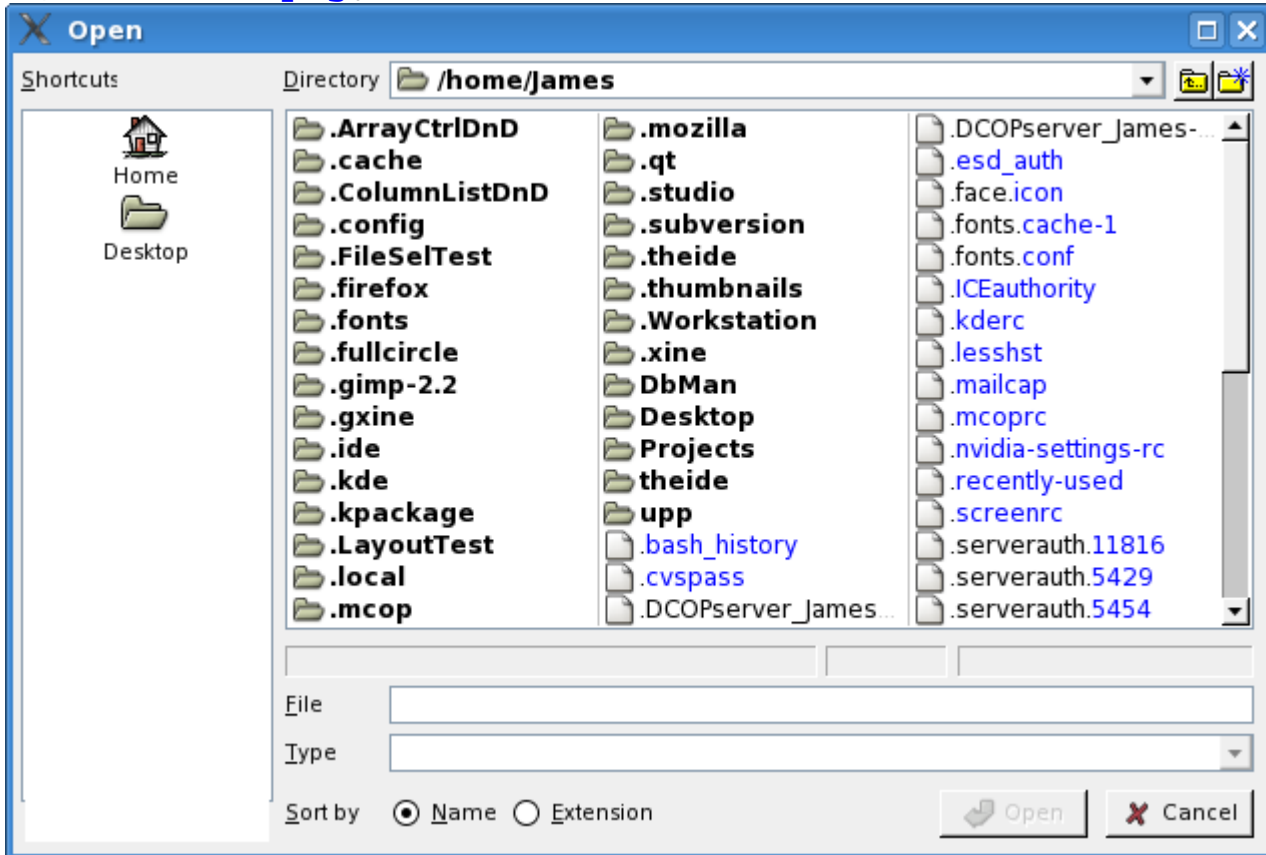 Open
Shortcuts
Directory /home/James
Home
Desktop
.ArrayCtrlDnD
.cache
.ColumnListDnD
.config
.FileSelTest
.firefox
.fonts
.fullcircle
.gimp-2.2
.gxine
.ide
.kde
.kpackage
.LayoutTest
.local
.mcop
.mozilla
.qt
.studio
.subversion
.theide
.thumbnails
.Workstation
.xine
DbMan
Desktop
Projects
theide
upp
.bash_history
.cvspass
.DCOPserver_James...
.DCOPserver_James-...
.esd_auth
.face.icon
.fonts.cache-1
.fonts.conf
.ICEauthority
.kderc
.lesshst
.mailcap
.mcoprc
.nvidia-settings-rc
.recently-used
.screenrc
.serverauth.11816
.serverauth.5429
.serverauth.5454
File
Type
Sort by Name Extension
Open Cancel